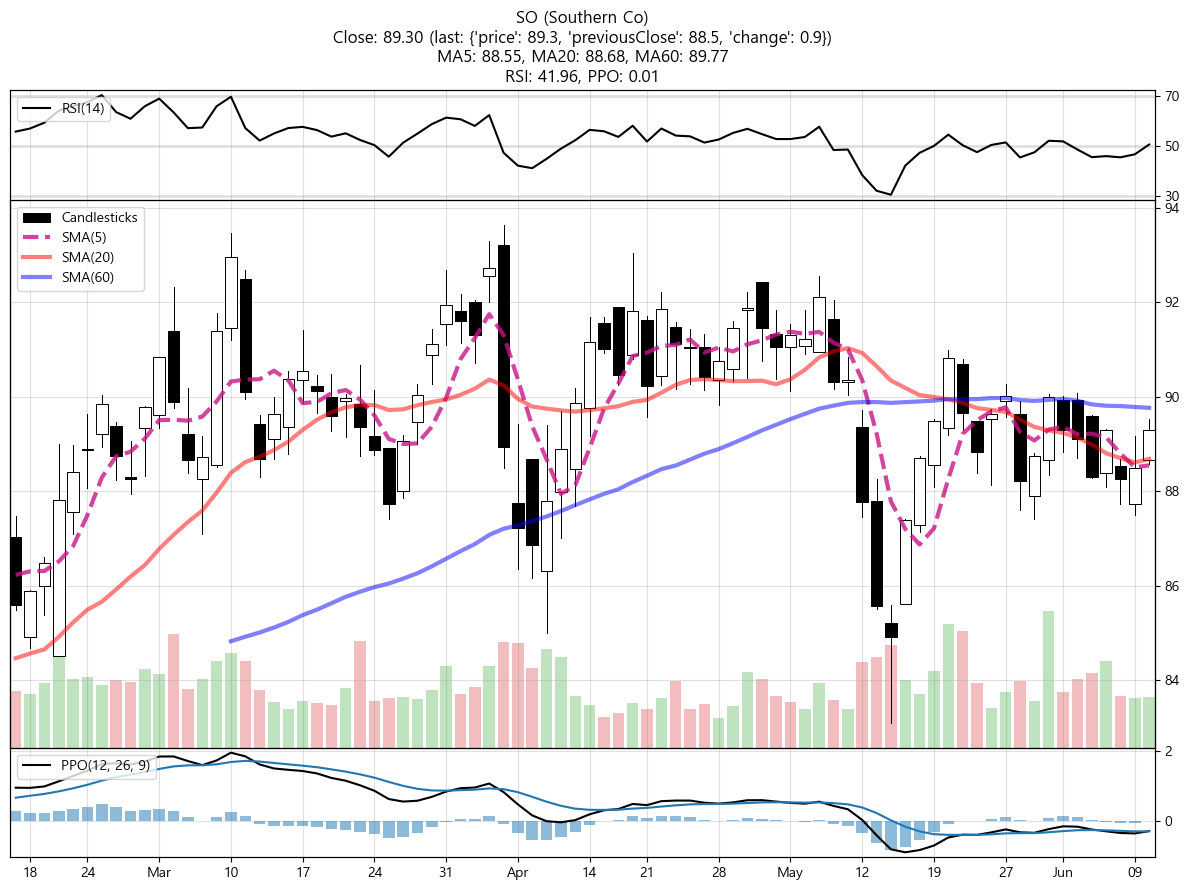 SO (Southern Co)
Close: 89.30 (last: {'price': 89.3, 'previousClose': 88.5, 'change': 0.9})
MA5: 88.55, MA20: 88.68, MA60: 89.77
RSI: 41.96, PPO: 0.01
RSI(14)
70
50
30
Candlesticks
SMA(5)
SMA(20)
SMA(60)
94
92
90
88
86
84
PPO(12, 26, 9)
2
0
18 24 Mar 10 17 24 31 Apr 14 21 28 May 12 19 27 Jun 09